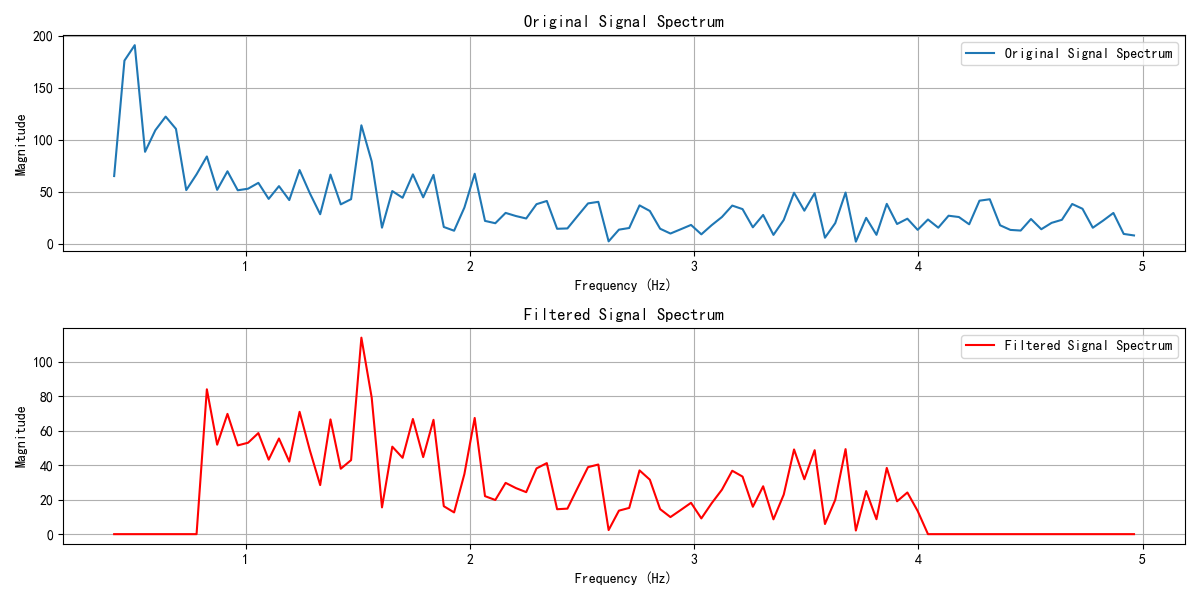 Original Signal Spectrum
200
150
100
50
0
Magnitude
Original Signal Spectrum
1 2 3 4 5
Frequency (Hz)
Filtered Signal Spectrum
100
80
60
40
20
0
Magnitude
Filtered Signal Spectrum
1 2 3 4 5
Frequency (Hz)